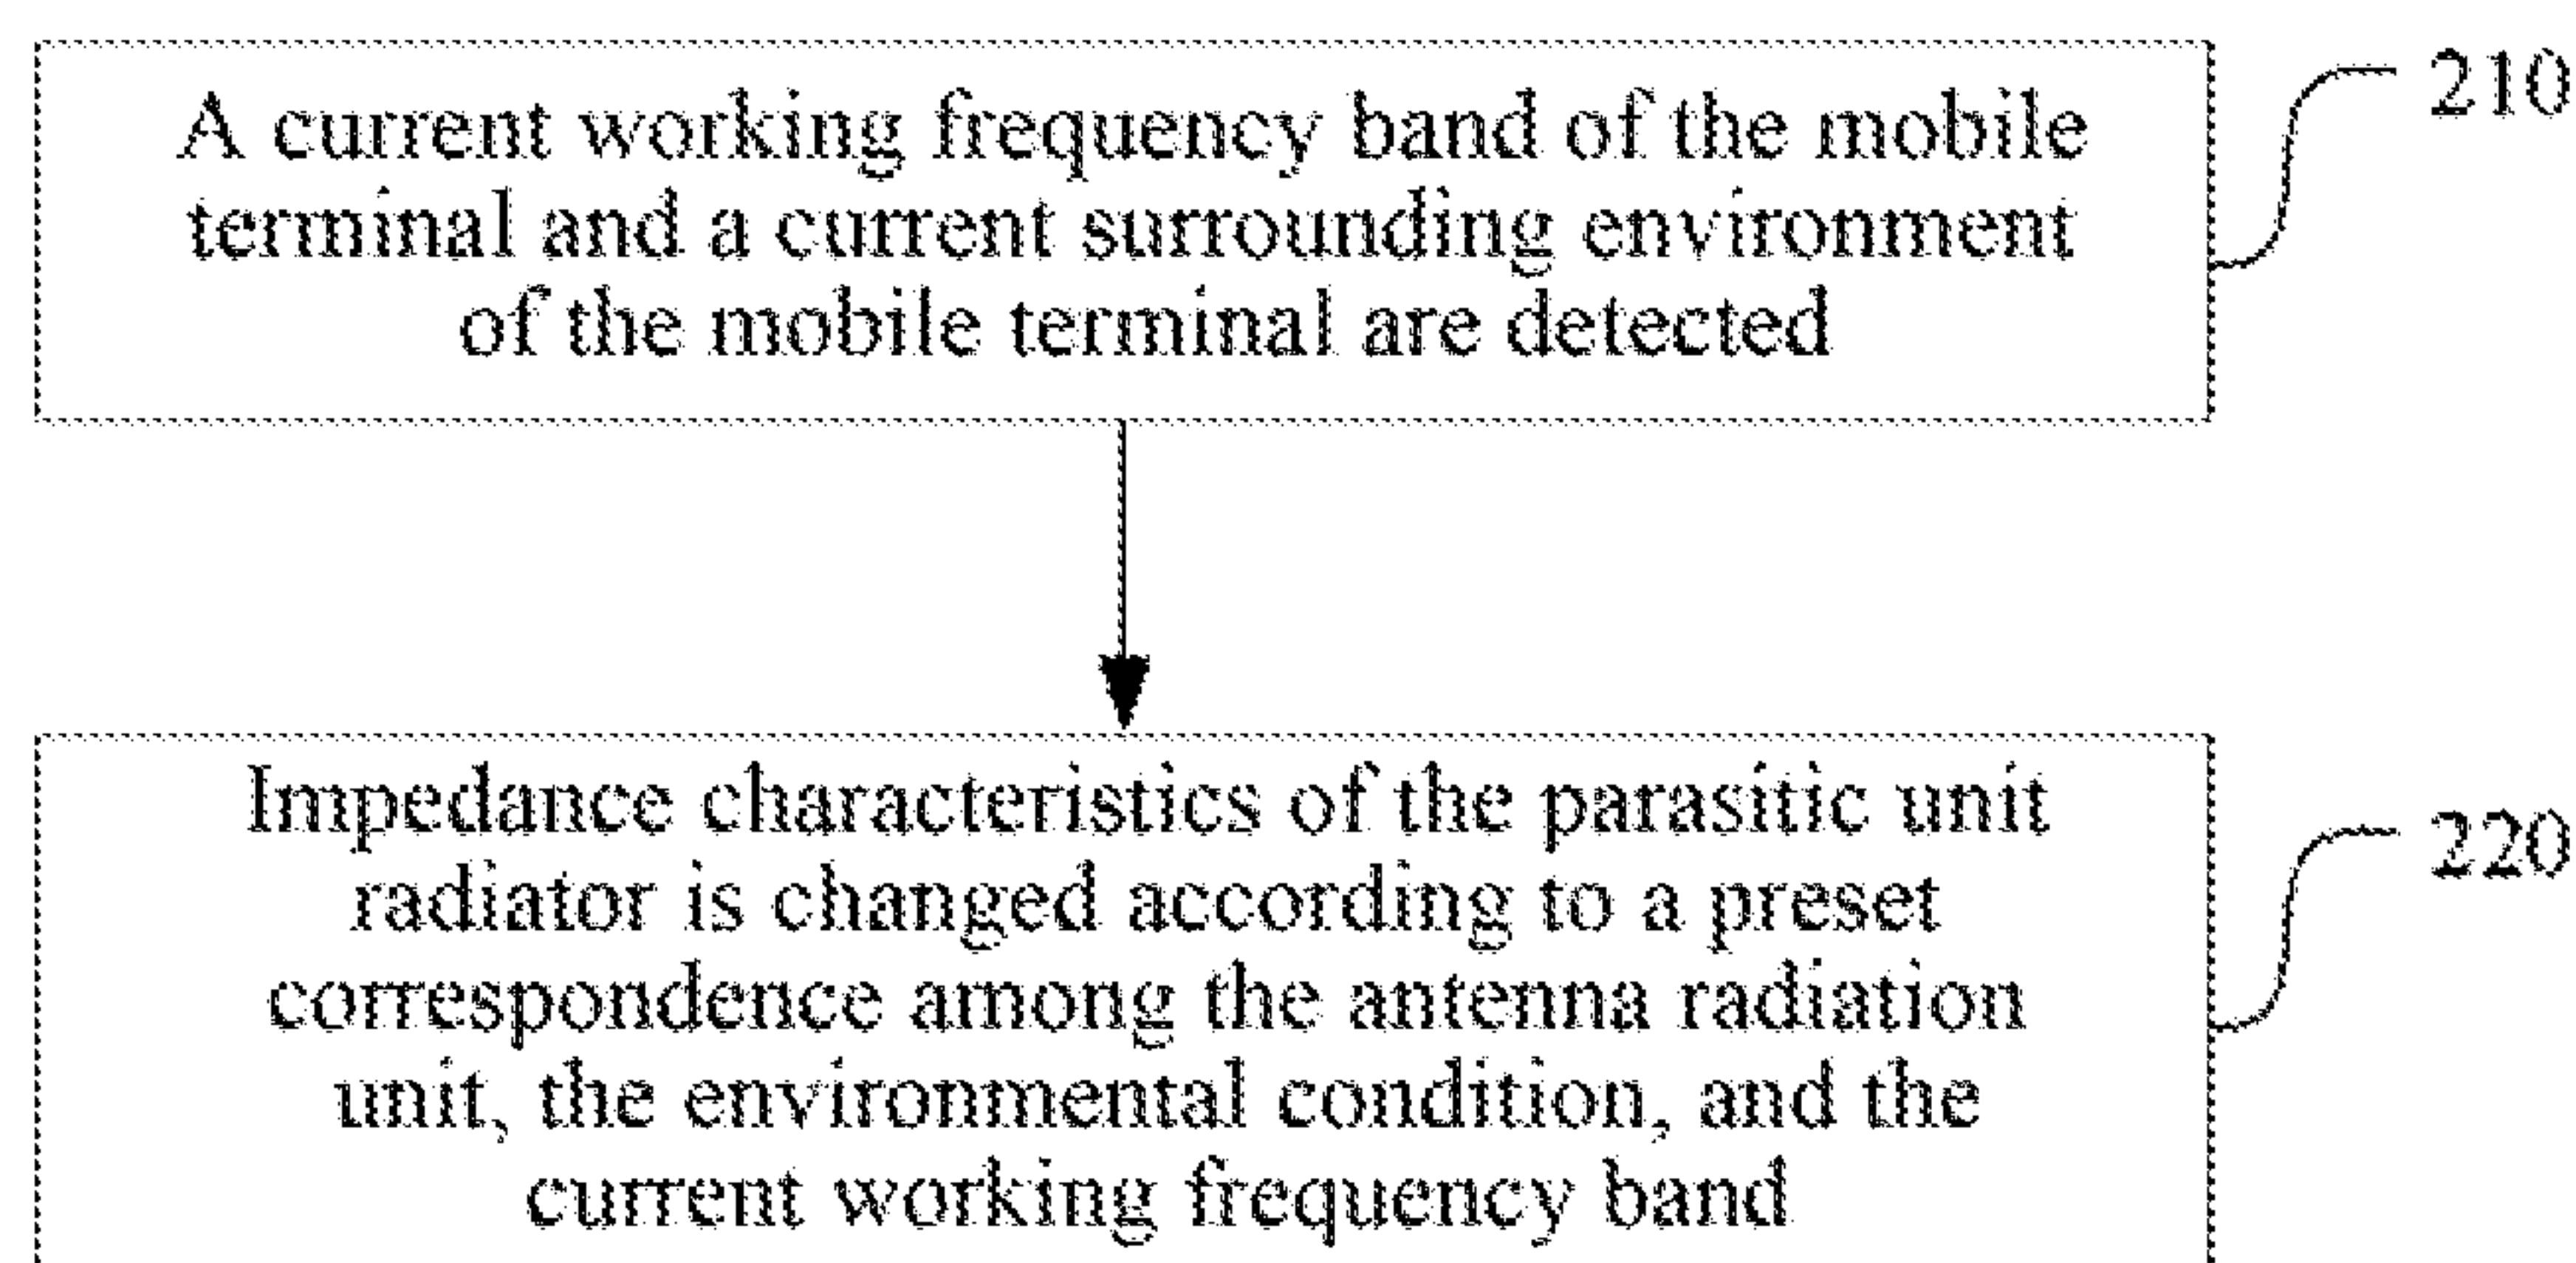 A current working frequency band of the mobile
terminal and a current surrounding environment
of the mobile terminal are detected
210
Impedance characteristics of the parasitic unit
radiator is changed according to a preset
correspondence among the antenna radiation
unit, the environmental condition, and the
current working frequency band
220